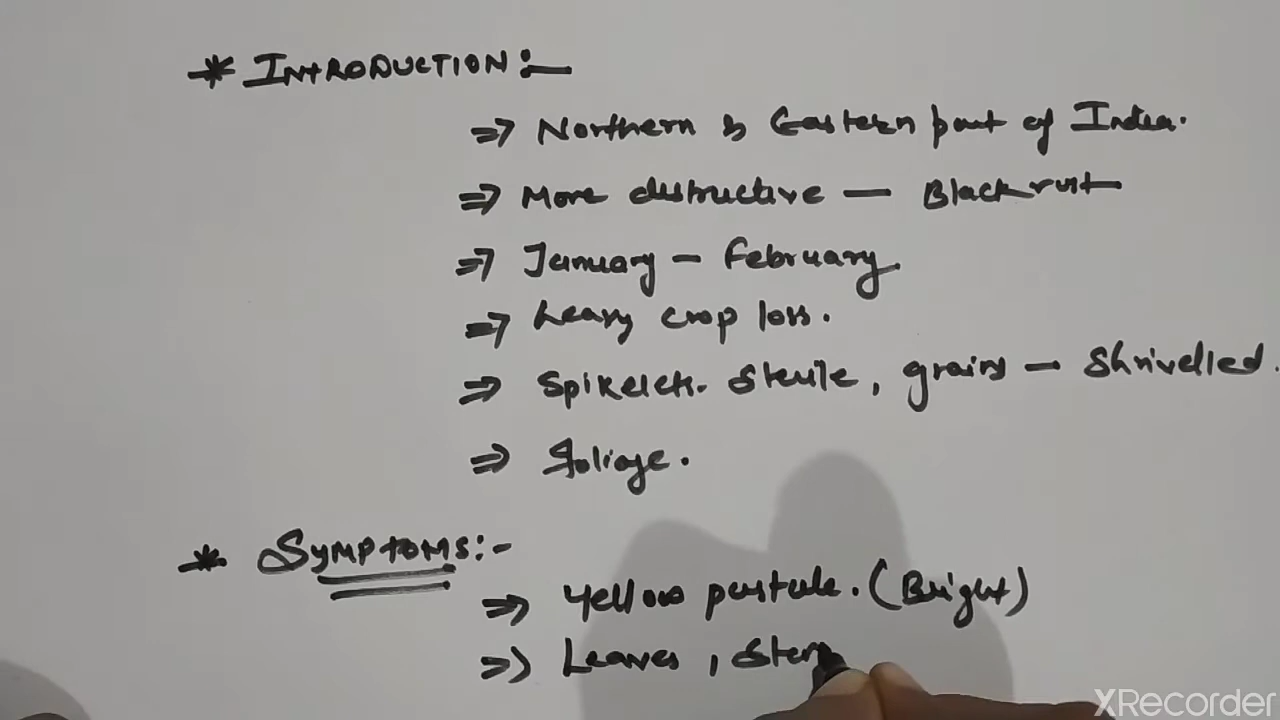 * INTRODUCTION:-
⇒ Northern & Eastern part of India.
⇒ More destructive — Black rust
⇒ January - February.
⇒ Heavy crop loss.
⇒ Spikelets. Sterile, grains - Shrivelled.
⇒ Foliage.
* SYMPTOMS:-
⇒ Yellow pustule. (Bright)
⇒ Leaves, Stem
XRecorder